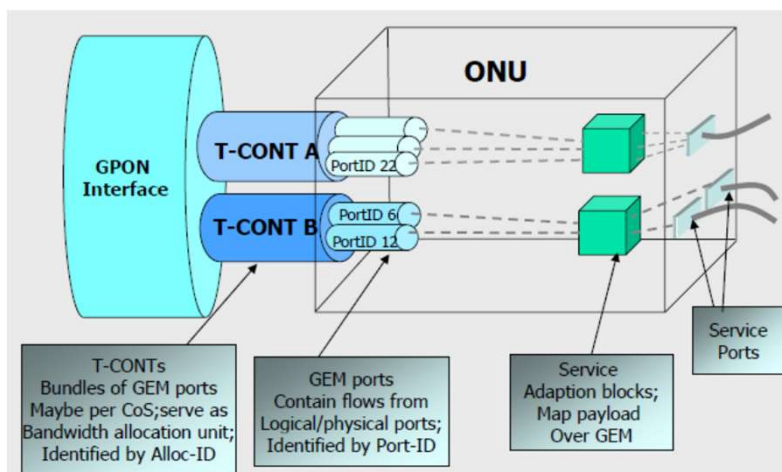 ONU
GPON
Interface
T-CONT A
PortID 22
T-CONT B
PortID 6
PortID 12
T-CONTs
Bundles of GEM ports
Maybe per CoS;serve as
Bandwidth allocation unit;
Identified by Alloc-ID
GEM ports
Contain flows from
Logical/physical ports;
Identified by Port-ID
Service
Adaption blocks;
Map payload
Over GEM
Service
Ports